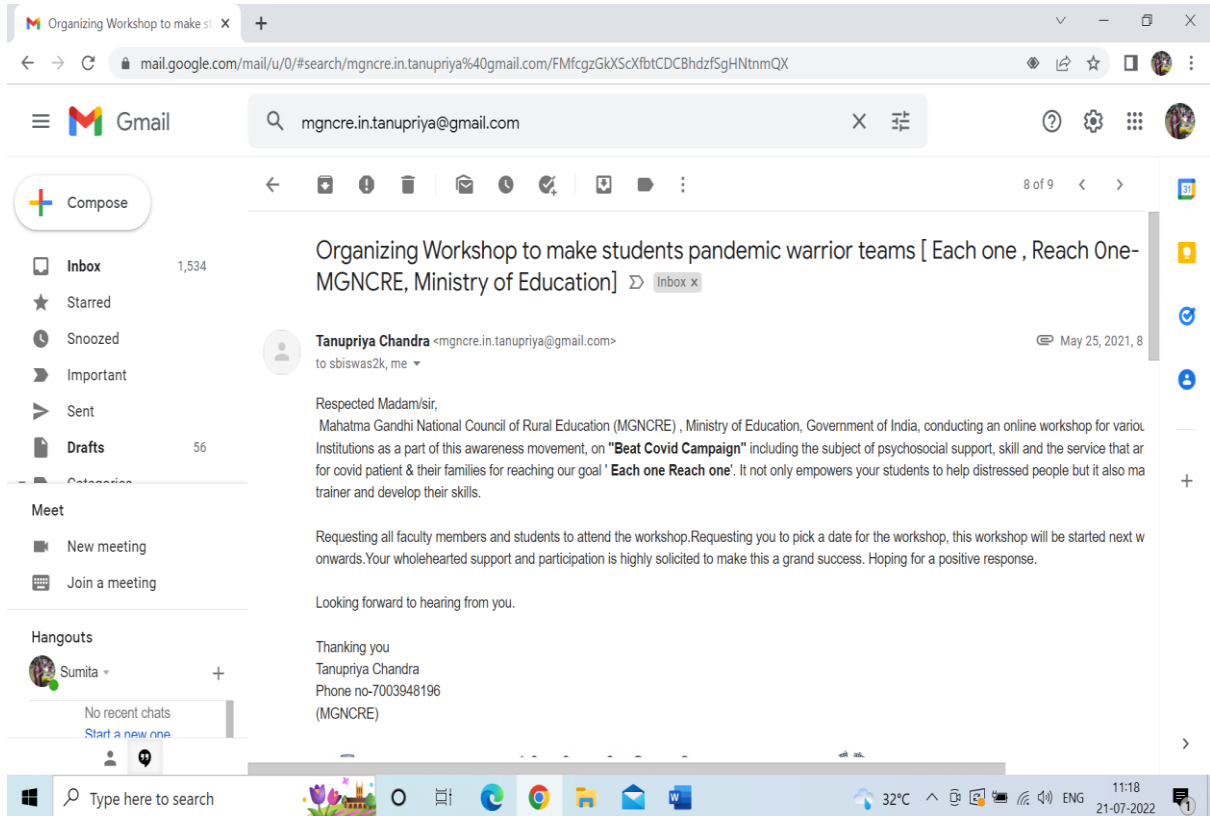 Organizing Workshop to make st
mail.google.com/mail/u/0/#search/mgncre.in.tanupriya%40gmail.com/FMfcgzGkXScXfbtCDCBhdzfSgHNtnmQX
Gmail
mgncre.in.tanupriya@gmail.com
Compose
8 of 9
31
Organizing Workshop to make students pandemic warrior teams [ Each one , Reach 0ne-
MGNCRE, Ministry of Education] Inbox x
Inbox 1,534
Starred
Snoozed
Important
Sent
Drafts 56
Categories
Tanupriya Chandra <mgncre.in.tanupriya@gmail.com> May 25, 2021, 8
to sbiswas2k, me
Respected Madam/sir,
Mahatma Gandhi National Council of Rural Education (MGNCRE) , Ministry of Education, Government of India, conducting an online workshop for variou
Institutions as a part of this awareness movement, on "Beat Covid Campaign" including the subject of psychosocial support, skill and the service that ar
for covid patient & their families for reaching our goal ' Each one Reach one'. It not only empowers your students to help distressed people but it also ma
trainer and develop their skills.
Requesting all faculty members and students to attend the workshop.Requesting you to pick a date for the workshop, this workshop will be started next w
onwards.Your wholehearted support and participation is highly solicited to make this a grand success. Hoping for a positive response.
Looking forward to hearing from you.
Thanking you
Tanupriya Chandra
Phone no-7003948196
(MGNCRE)
Meet
New meeting
Join a meeting
Hangouts
Sumita
No recent chats
Start a new one
Type here to search
32°C ENG
11:18
21-07-2022
1